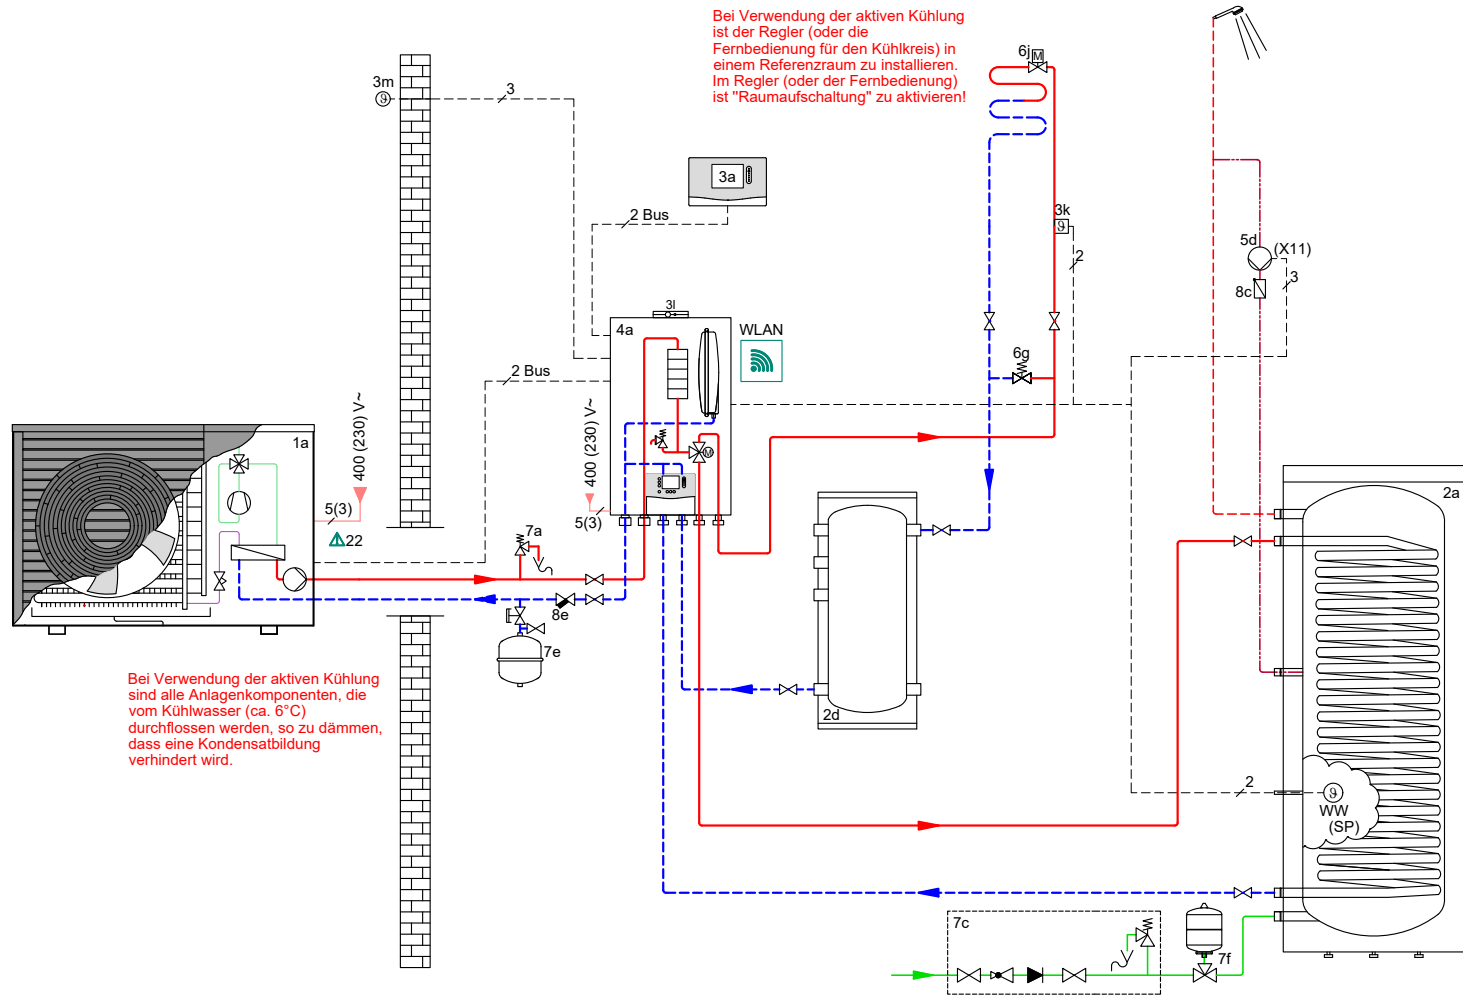 Bei Verwendung der aktiven Kühlung
ist der Regler (oder die
Fernbedienung für den Kühlkreis) in
einem Referenzraum zu installieren.
Im Regler (oder der Fernbedienung)
ist "Raumaufschaltung" zu aktivieren!
6j
M
3m
ϑ
3
3a
2 Bus
3k
ϑ
2
5d
(X11)
3
8c
3l
4a
WLAN
6g
2 Bus
400 (230) V~
400 (230) V~
M
1a
2a
5(3)
5(3)
22
7a
8e
7e
2d
Bei Verwendung der aktiven Kühlung
sind alle Anlagenkomponenten, die
vom Kühlwasser (ca. 6°C)
durchflossen werden, so zu dämmen,
dass eine Kondensatbildung
verhindert wird.
2
ϑ
WW
(SP)
7c
7f